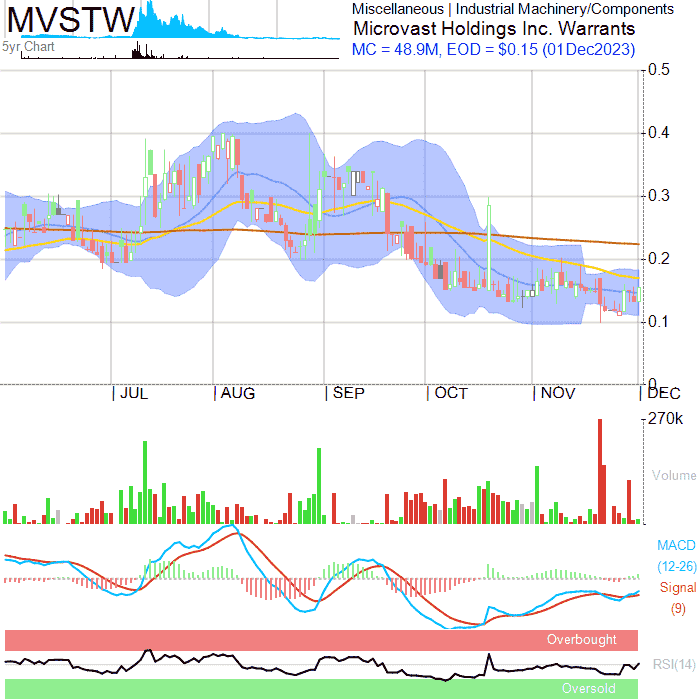 MVSTW
5yr Chart
Miscellaneous | Industrial Machinery/Components
Microvast Holdings Inc. Warrants
MC = 48.9M, EOD = $0.15 (01Dec2023)
0.5
0.4
0.3
0.2
0.1
0
JUL AUG SEP OCT NOV DEC
270k
Volume
MACD
(12-26)
Signal
(9)
Overbought
RSI(14)
Oversold